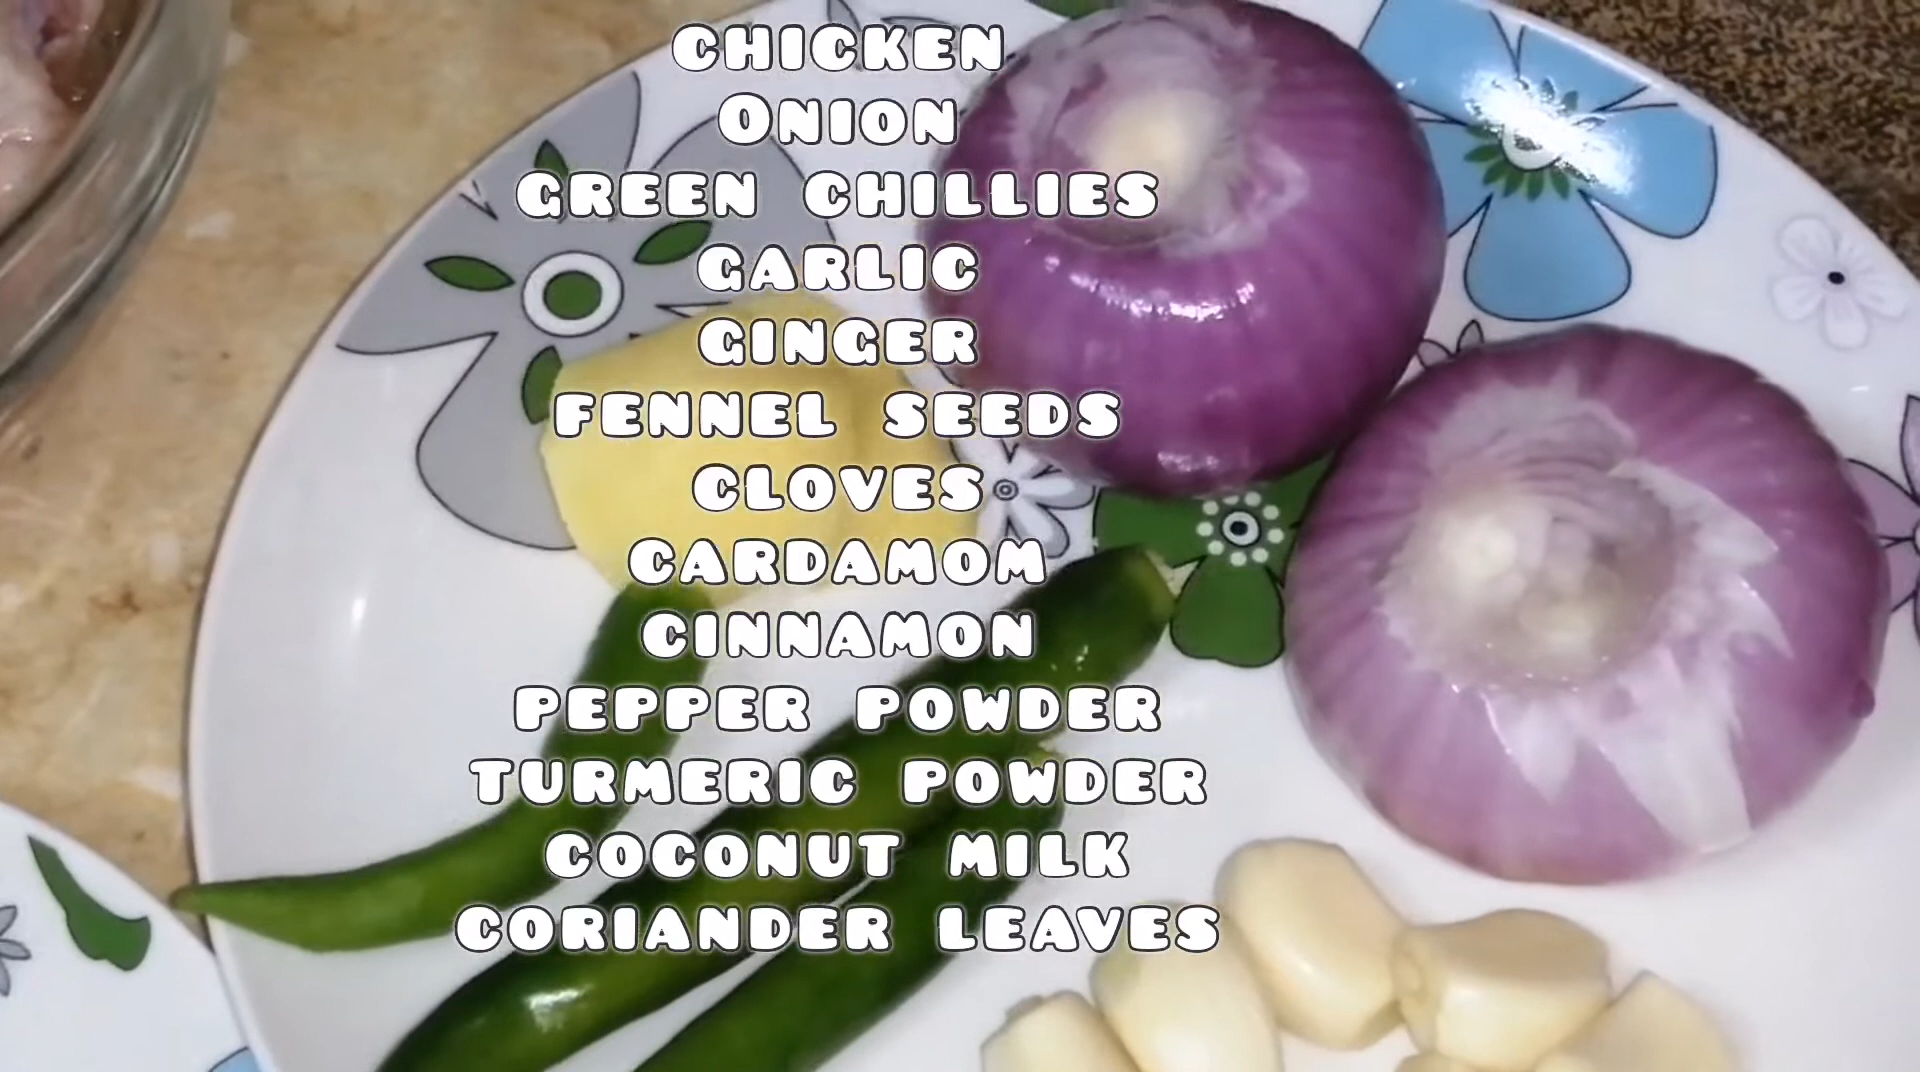 CHICKEN
ONION
GREEN CHILLIES
GARLIC
GINGER
FENNEL SEEDS
CLOVES
CARDAMOM
CINNAMON
PEPPER POWDER
TURMERIC POWDER
COCONUT MILK
CORIANDER LEAVES